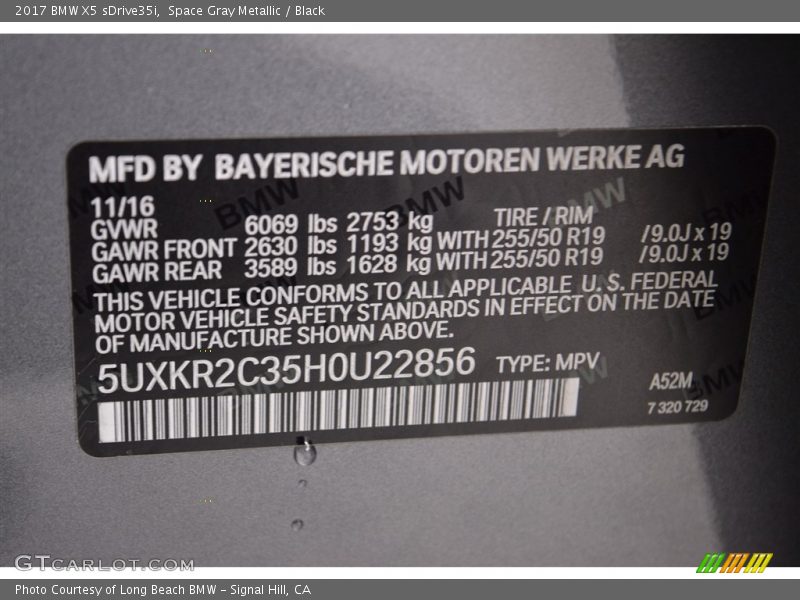 2017 BMW X5 sDrive35i, Space Gray Metallic / Black
MFD BY BAYERISCHE MOTOREN WERKE AG
11/16 TIRE / RIM
GVWR 6069 lbs 2753 kg
GAWR FRONT 2630 lbs 1193 kg WITH 255/50 R19 /9.0J x 19
GAWR REAR 3589 lbs 1628 kg WITH 255/50 R19 /9.0J x 19
THIS VEHICLE CONFORMS TO ALL APPLICABLE U.S. FEDERAL
MOTOR VEHICLE SAFETY STANDARDS IN EFFECT ON THE DATE
OF MANUFACTURE SHOWN ABOVE.
5UXKR2C35H0U22856 TYPE: MPV
A52M
7 320 729
GTCARLOT.COM
Photo Courtesy of Long Beach BMW - Signal Hill, CA